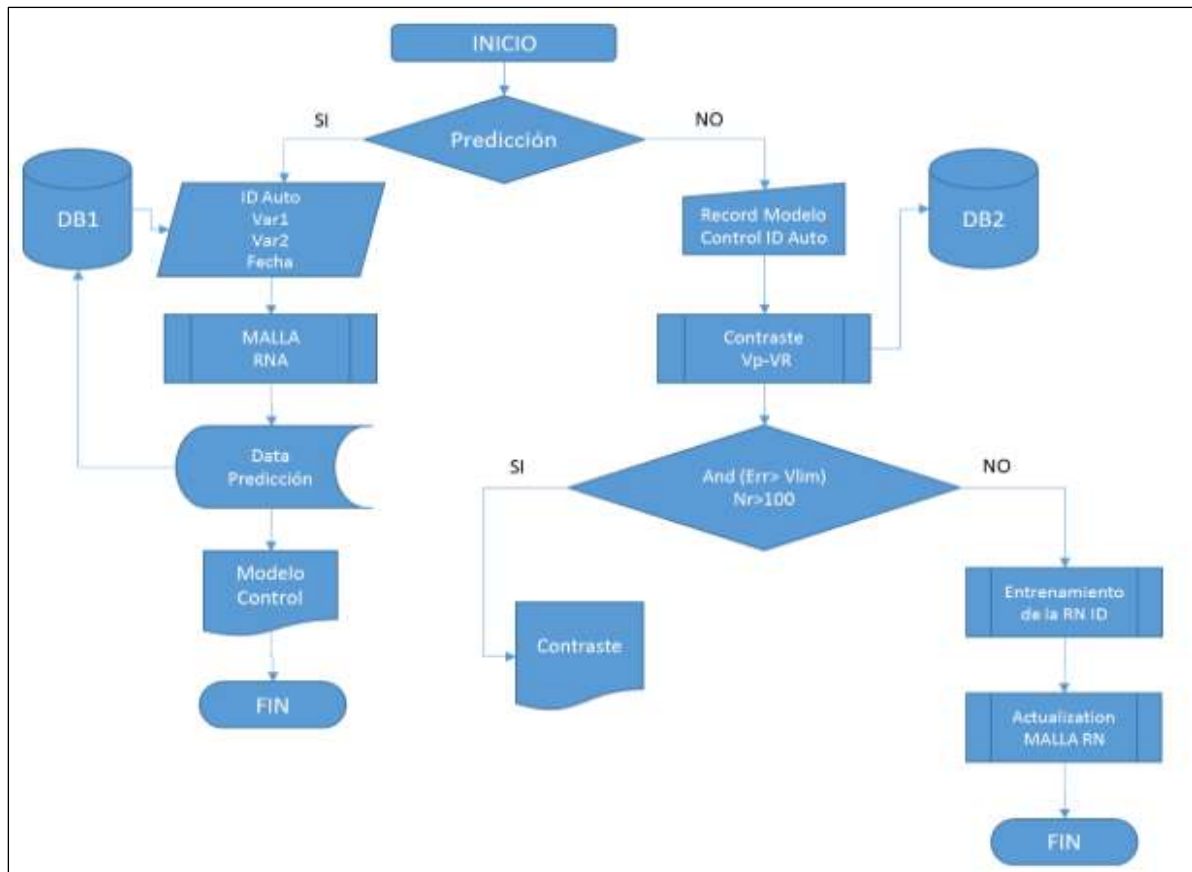 INICIO
SI
NO
Predicción
DB1
ID Auto
Var1
Var2
Fecha
Record Modelo
Control ID Auto
DB2
MALLA
RNA
Contraste
Vp-VR
Data
Predicción
SI
NO
And (Err> Vlim)
Nr>100
Modelo
Control
Entrenamiento
de la RN ID
Contraste
FIN
Actualization
MALLA RN
FIN